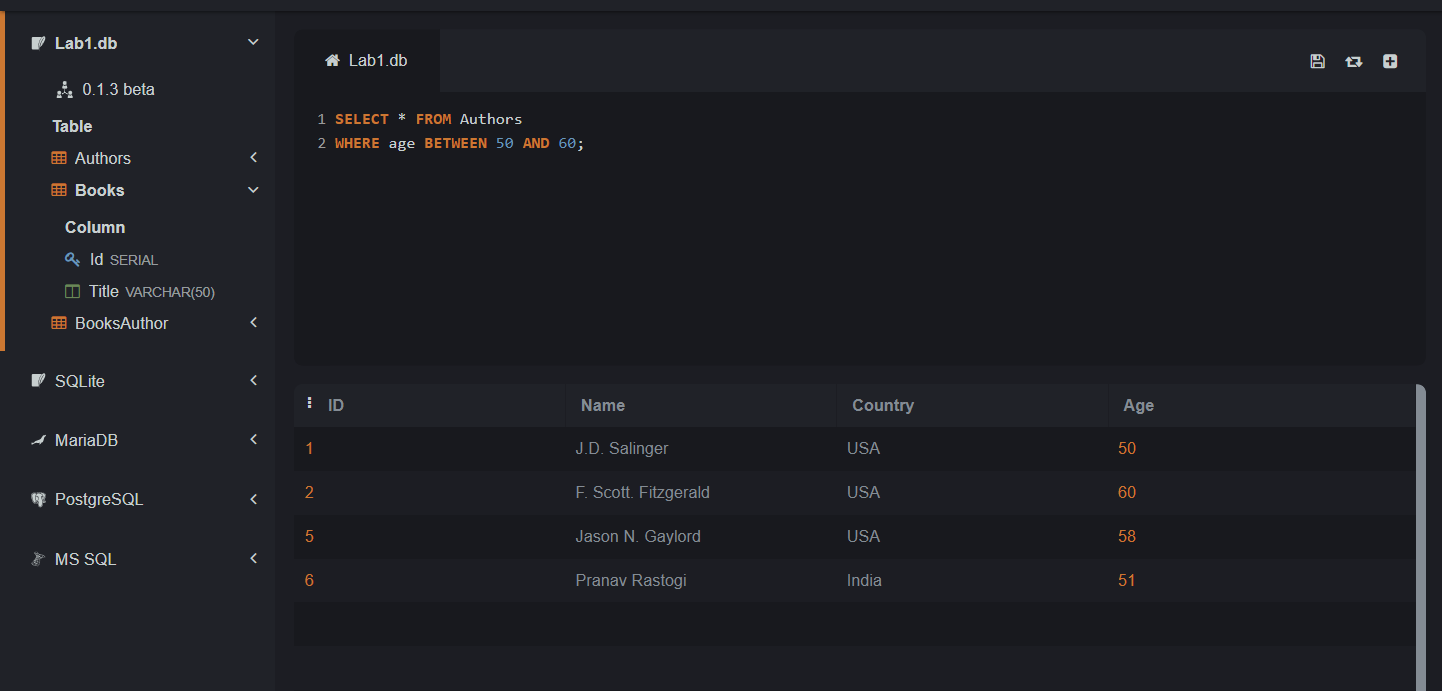 Lab1.db
0.1.3 beta
Table
Authors
Books
Column
Id SERIAL
Title VARCHAR(50)
BooksAuthor
SQLite
MariaDB
PostgreSQL
MS SQL
Lab1.db
1 SELECT * FROM Authors
2 WHERE age BETWEEN 50 AND 60;
ID Name Country Age
1 J.D. Salinger USA 50
2 F. Scott. Fitzgerald USA 60
5 Jason N. Gaylord USA 58
6 Pranav Rastogi India 51